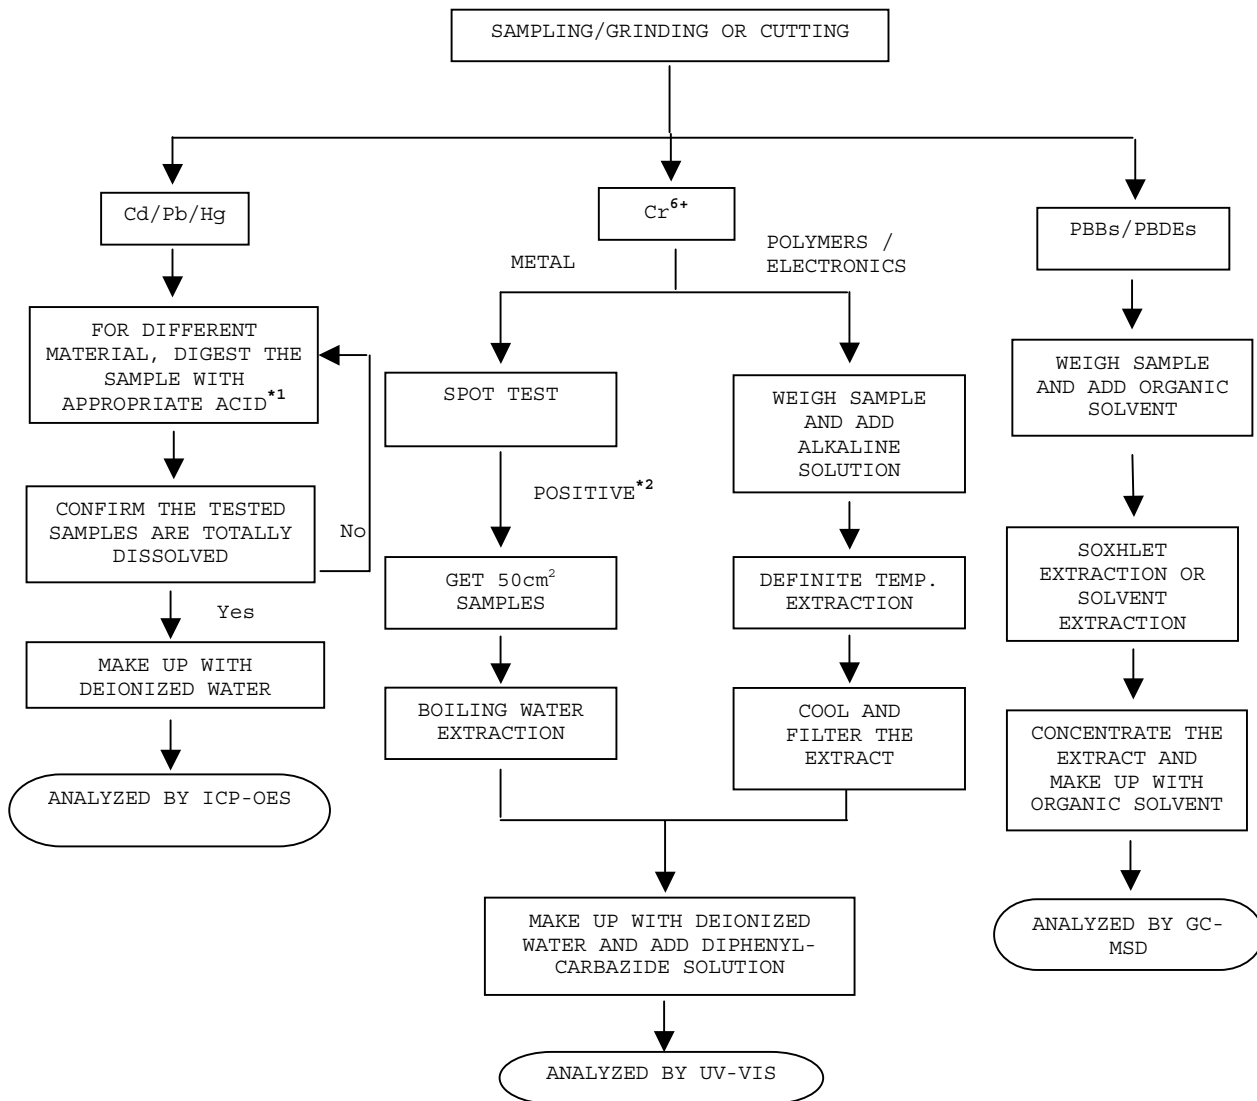 SAMPLING/GRINDING OR CUTTING
Cd/Pb/Hg
FOR DIFFERENT
MATERIAL, DIGEST THE
SAMPLE WITH
APPROPRIATE ACID*1
CONFIRM THE TESTED
SAMPLES ARE TOTALLY
DISSOLVED
No
Yes
MAKE UP WITH
DEIONIZED WATER
ANALYZED BY ICP-OES
Cr6+
METAL
POLYMERS /
ELECTRONICS
SPOT TEST
POSITIVE*2
GET 50cm2
SAMPLES
BOILING WATER
EXTRACTION
WEIGH SAMPLE
AND ADD
ALKALINE
SOLUTION
DEFINITE TEMP.
EXTRACTION
COOL AND
FILTER THE
EXTRACT
MAKE UP WITH DEIONIZED
WATER AND ADD DIPHENYL-
CARBAZIDE SOLUTION
ANALYZED BY UV-VIS
PBBs/PBDEs
WEIGH SAMPLE
AND ADD ORGANIC
SOLVENT
SOXHLET
EXTRACTION OR
SOLVENT
EXTRACTION
CONCENTRATE THE
EXTRACT AND
MAKE UP WITH
ORGANIC SOLVENT
ANALYZED BY GC-
MSD